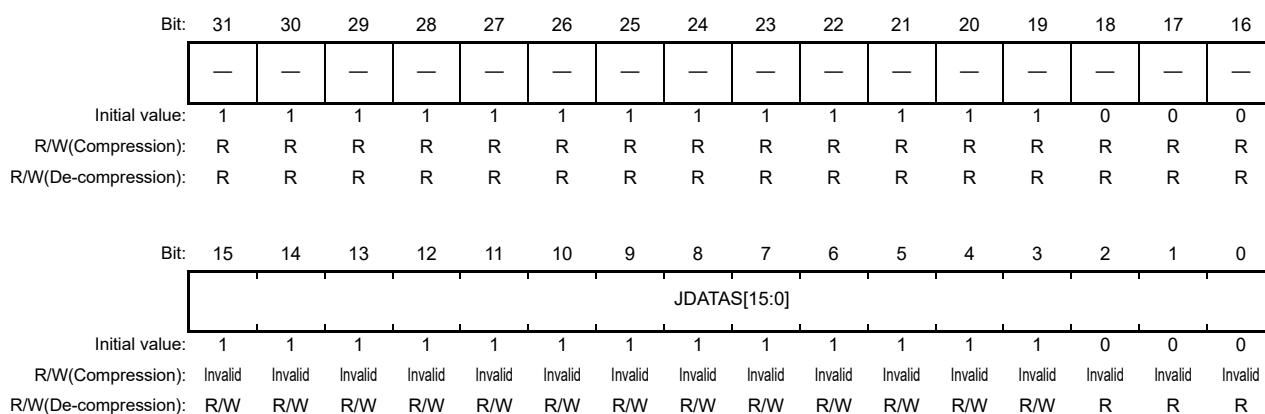 Bit: 31 30 29 28 27 26 25 24 23 22 21 20 19 18 17 16
— — — — — — — — — — — — — — — —
Initial value: 1 1 1 1 1 1 1 1 1 1 1 1 1 0 0 0
R/W(Compression): R R R R R R R R R R R R R R R R
R/W(De-compression): R R R R R R R R R R R R R R R R
Bit: 15 14 13 12 11 10 9 8 7 6 5 4 3 2 1 0
JDATAS[15:0]
Initial value: 1 1 1 1 1 1 1 1 1 1 1 1 1 0 0 0
R/W(Compression): Invalid Invalid Invalid Invalid Invalid Invalid Invalid Invalid Invalid Invalid Invalid Invalid Invalid Invalid Invalid Invalid
R/W(De-compression): R/W R/W R/W R/W R/W R/W R/W R/W R/W R/W R/W R/W R/W R R R